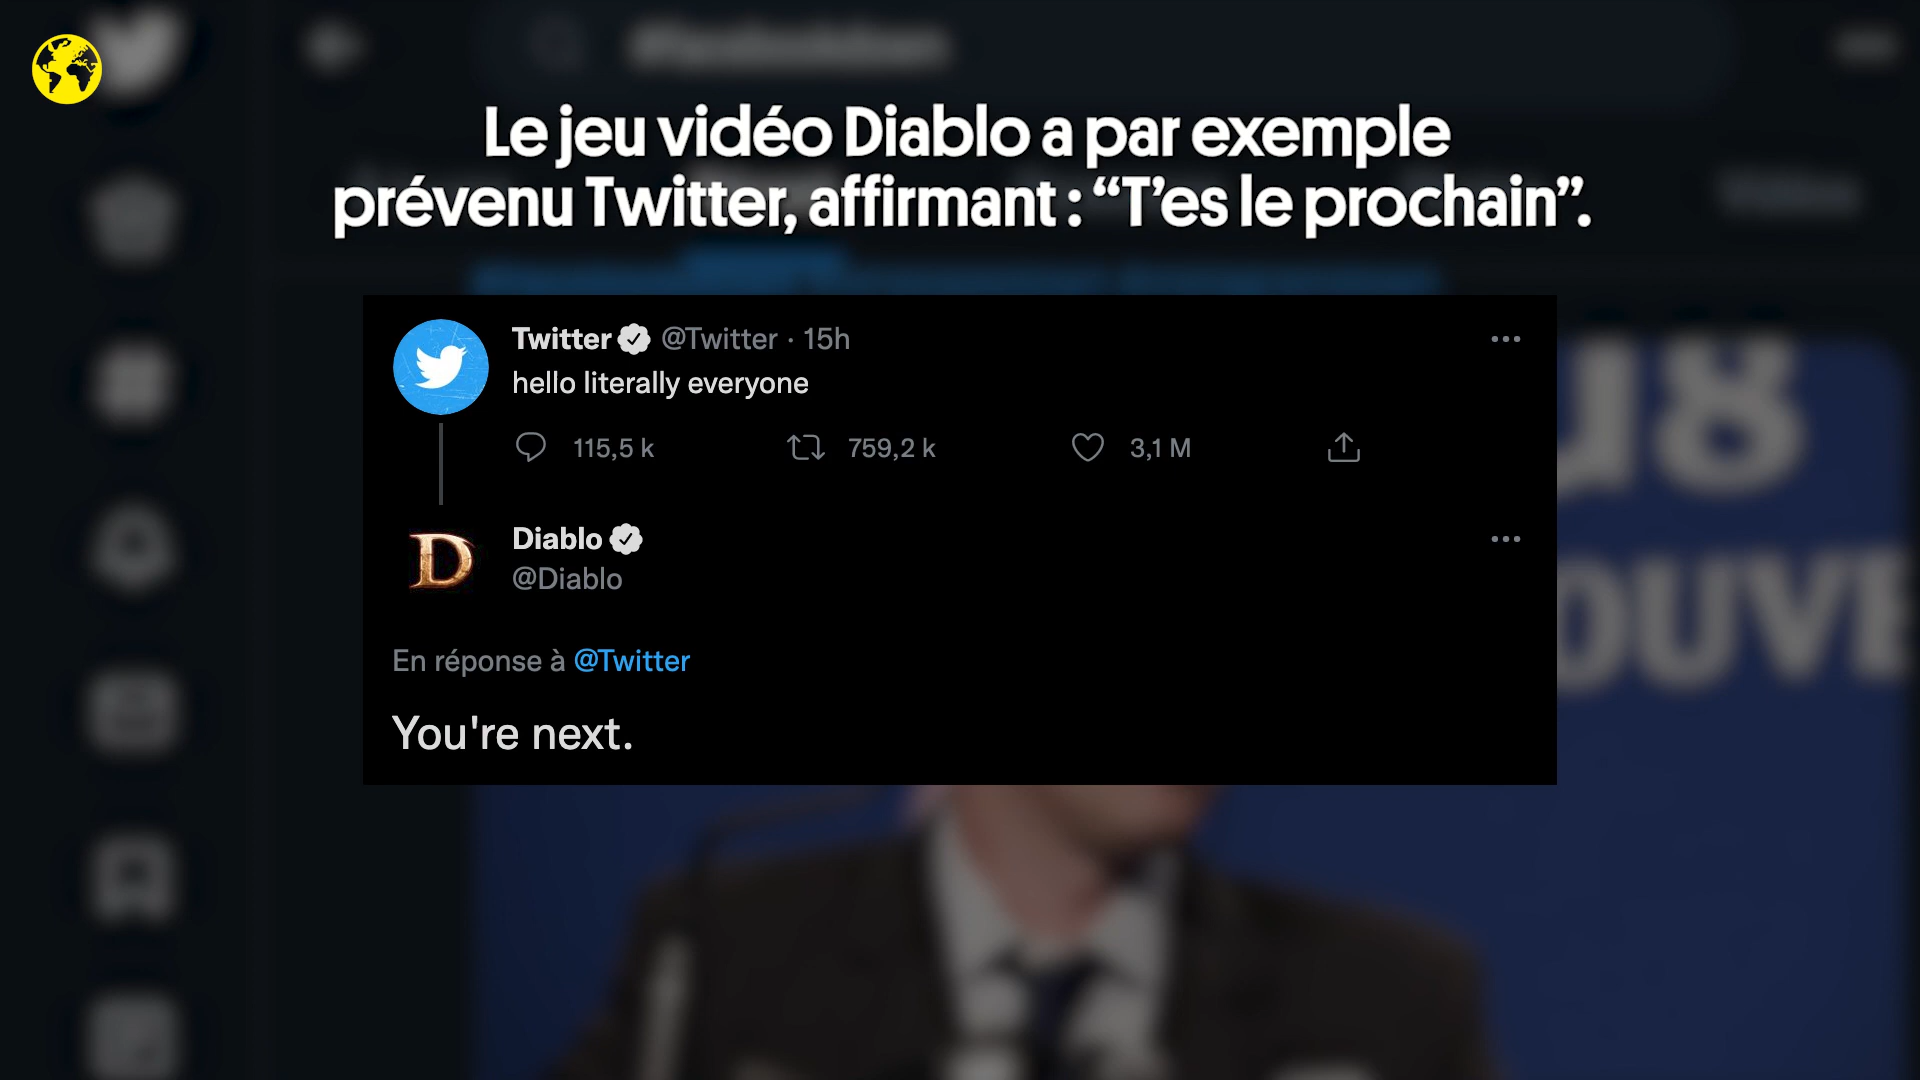 Le jeu vidéo Diablo a par exemple
prévenu Twitter, affirmant : “T’es le prochain”.
Twitter @Twitter · 15h
hello literally everyone
115,5 k 759,2 k 3,1 M
Diablo
@Diablo
En réponse à @Twitter
You're next.